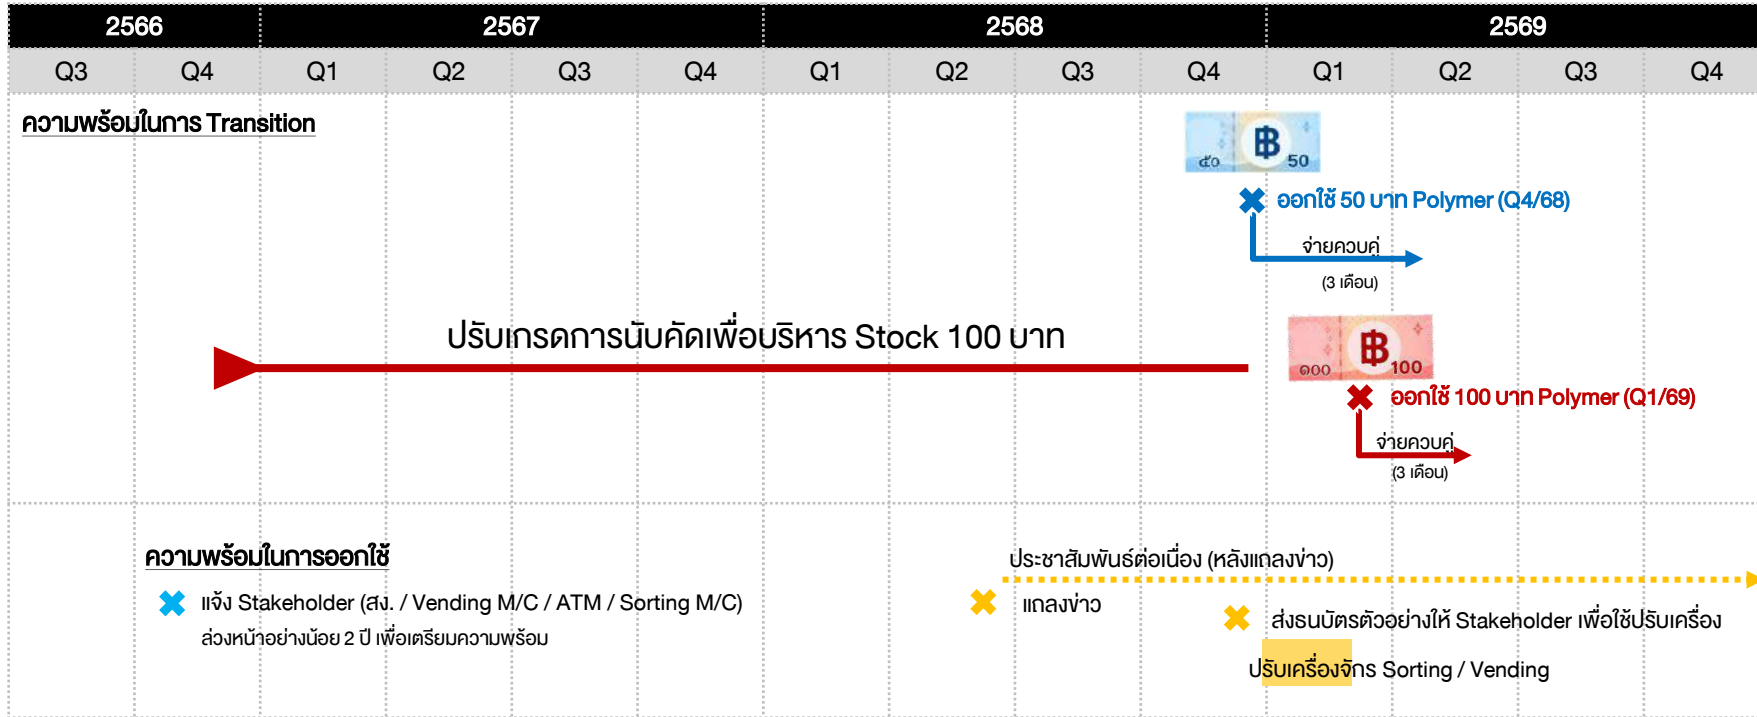 2566 2567 2568 2569
Q3 Q4 Q1 Q2 Q3 Q4 Q1 Q2 Q3 Q4 Q1 Q2 Q3 Q4
ความพร้อมในการ Transition
฿
๕๐ 50
ออกใช้ 50 บาท Polymer (Q4/68)
จ่ายควบคู่
(3 เดือน)
ปรับเกรดการนับคัดเพื่อบริหาร Stock 100 บาท
฿
๑๐๐ 100
ออกใช้ 100 บาท Polymer (Q1/69)
จ่ายควบคู่
(3 เดือน)
ความพร้อมในการออกใช้
แจ้ง Stakeholder (สง. / Vending M/C / ATM / Sorting M/C)
ล่วงหน้าอย่างน้อย 2 ปี เพื่อเตรียมความพร้อม
ประชาสัมพันธ์ต่อเนื่อง (หลังแถลงข่าว)
แถลงข่าว
ส่งธนบัตรตัวอย่างให้ Stakeholder เพื่อใช้ปรับเครื่อง
ปรับเครื่องจักร Sorting / Vending